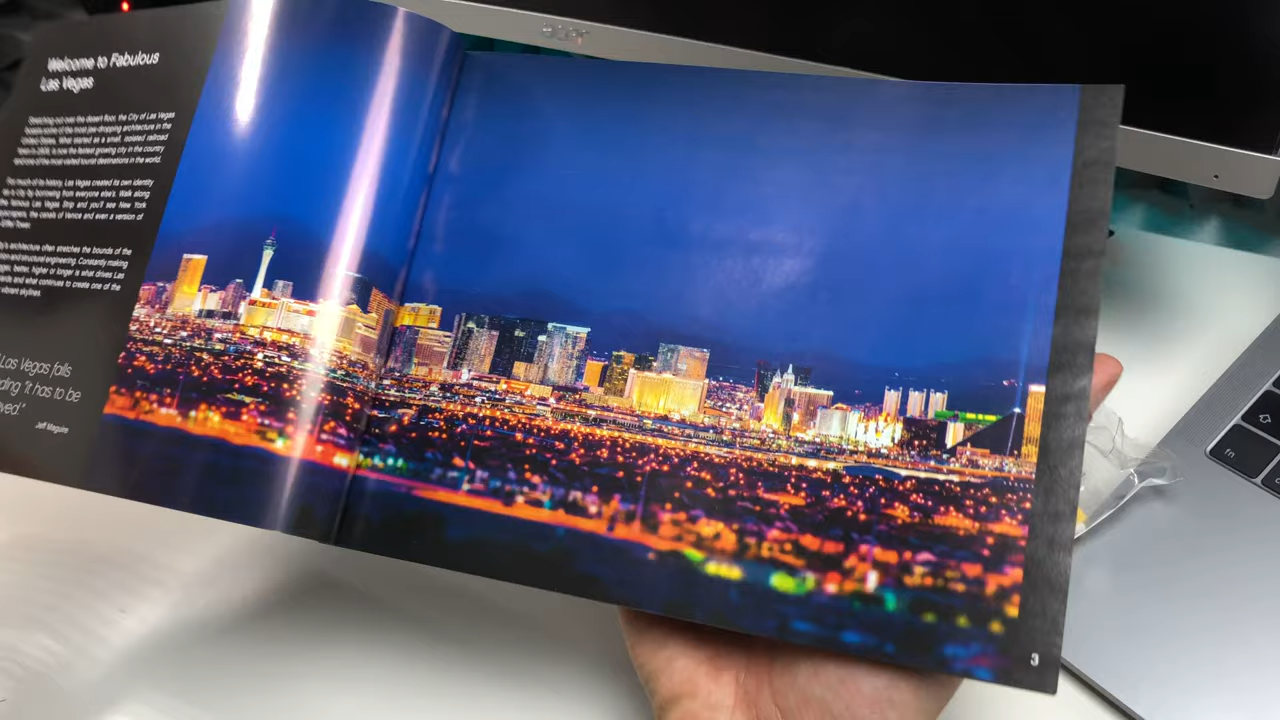 Welcome to Fabulous
Las Vegas
Stretching out over the desert floor, the City of Las Vegas
some of the most jaw-dropping architecture in the
United States. What started as a small, isolated railroad
town in is now the fastest growing city in the country
and one of the most visited tourist destinations in the world.
much of its history, Las Vegas created its own identity
City by borrowing from everyone else's. Walk along
famous Las Vegas Strip and you'll see New York
skyscrapers, the canals of Venice and even a version of
Eiffel Tower.
architecture often stretches the bounds of the
and structural engineering. Constantly making
better, higher or longer is what drives Las
and what continues to create one of the
vibrant skylines.
Las Vegas falls
"it has to be
Jeff Maguire
3
acer
fn